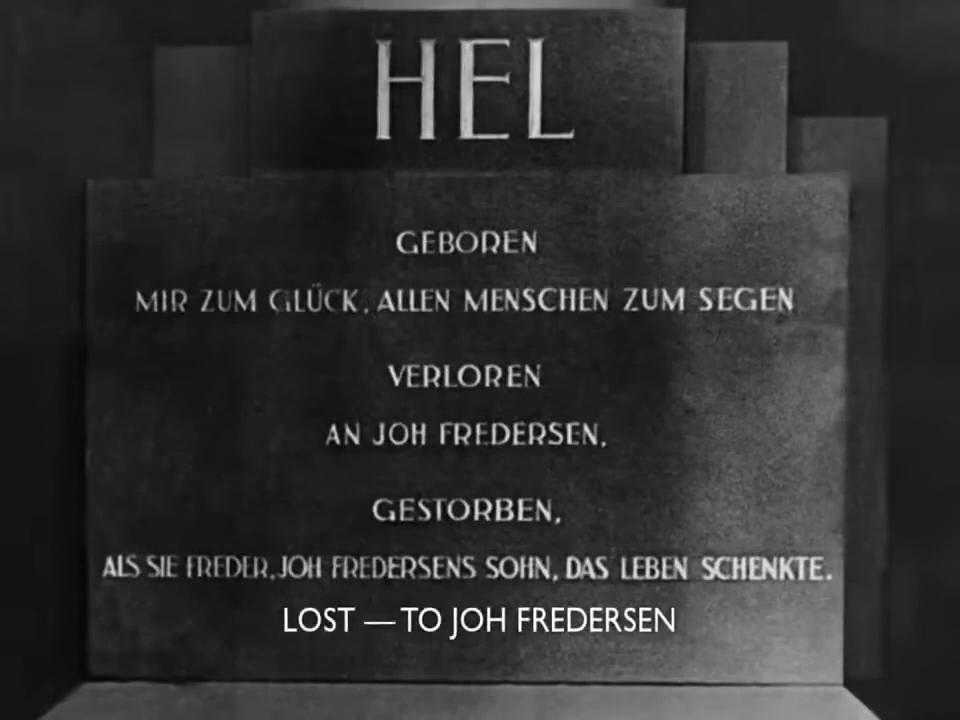 HEL
GEBOREN
MIR ZUM GLÜCK, ALLEN MENSCHEN ZUM SEGEN
VERLOREN
AN JOH FREDERSEN,
GESTORBEN,
ALS SIE FREDER, JOH FREDERSENS SOHN, DAS LEBEN SCHENKTE.
LOST — TO JOH FREDERSEN